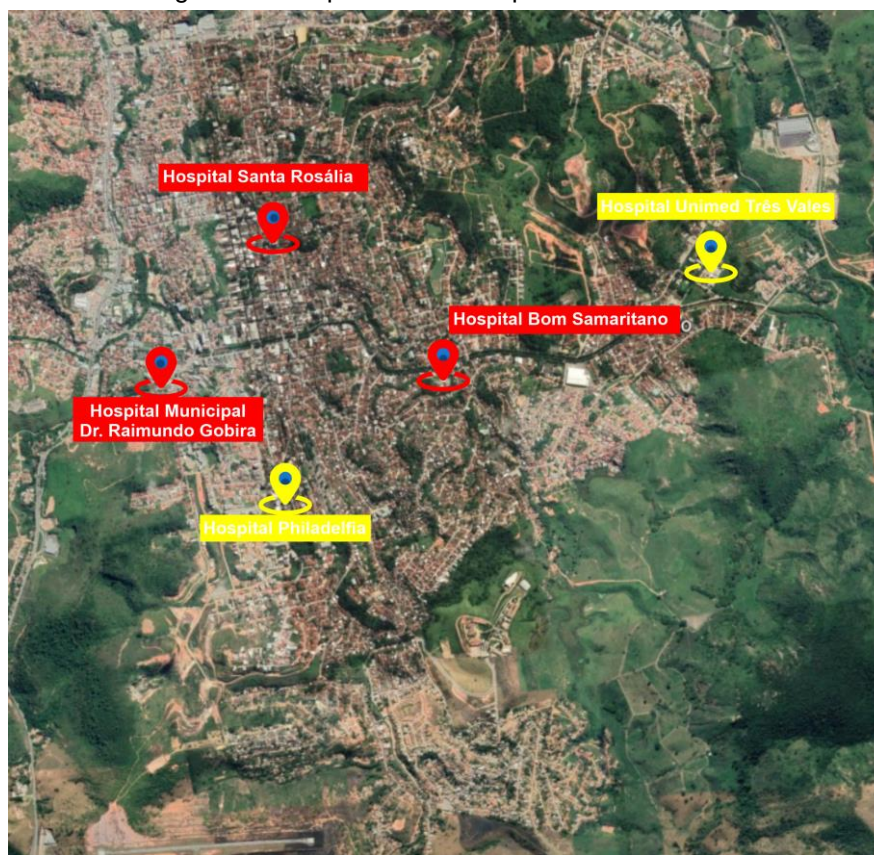 Hospital Santa Rosália
Hospital Unimed Três Vales
Hospital Bom Samaritano
Hospital Municipal
Dr. Raimundo Gobira
Hospital Philadelfia